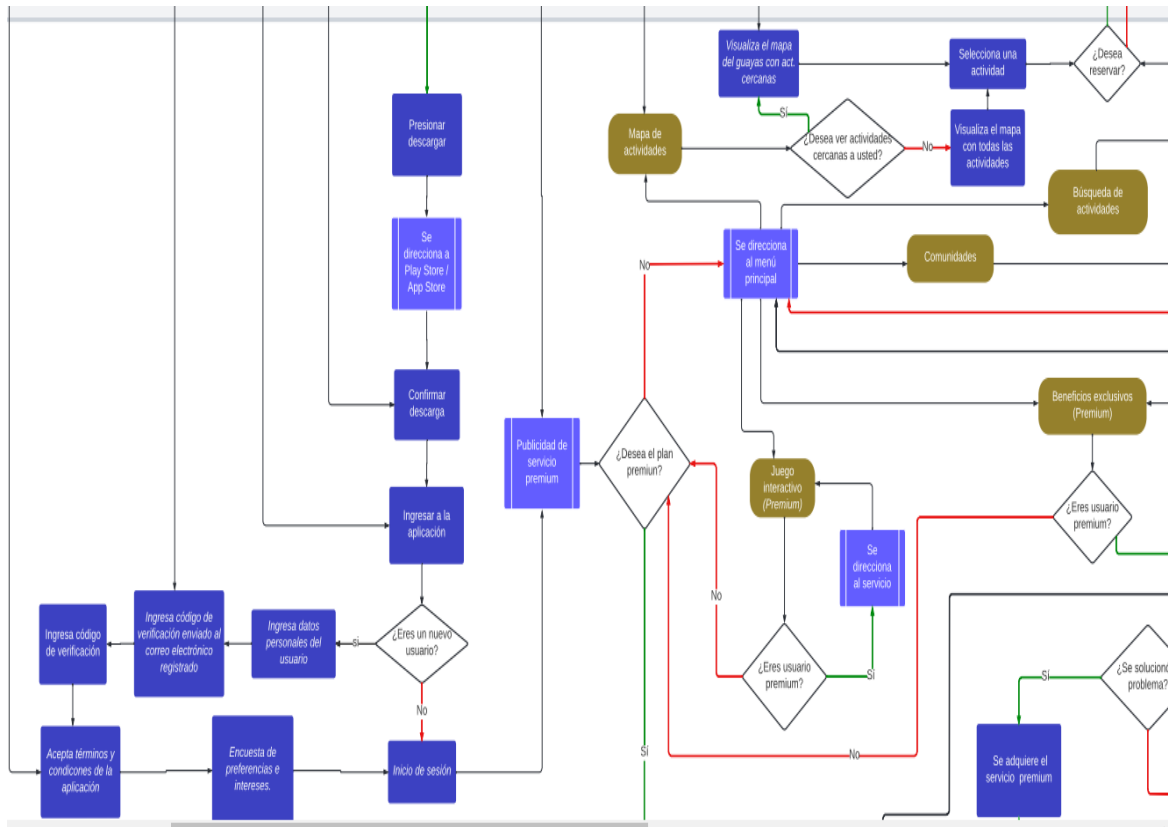 Visualiza el mapa
del guayas con act.
cercanas
Selecciona una
actividad
¿Desea
reservar?
Presionar
descargar
Mapa de
actividades
Sí
¿Desea ver actividades
cercanas a usted?
No
Visualiza el mapa
con todas las
actividades
Búsqueda de
actividades
Se
direcciona a
Play Store /
App Store
No
Se direcciona
al menú
principal
Comunidades
Confirmar
descarga
Beneficios exclusivos
(Premium)
Publicidad de
servicio
premium
¿Desea el plan
premiun?
Juego
interactivo
(Premium)
Ingresar a la
aplicación
¿Eres usuario
premium?
Se
direcciona
al servicio
No
Ingresa código
de verificación
Ingresa código de
verificación enviado al
correo electrónico
registrado
Ingresa datos
personales del
usuario
si
¿Eres un nuevo
usuario?
¿Eres usuario
premium?
Sí
¿Se solucionó
problema?
Sí
No
Sí
No
Acepta términos y
condicones de la
aplicación
Encuesta de
preferencias e
intereses.
Inicio de sesión
Se adquiere el
servicio premium